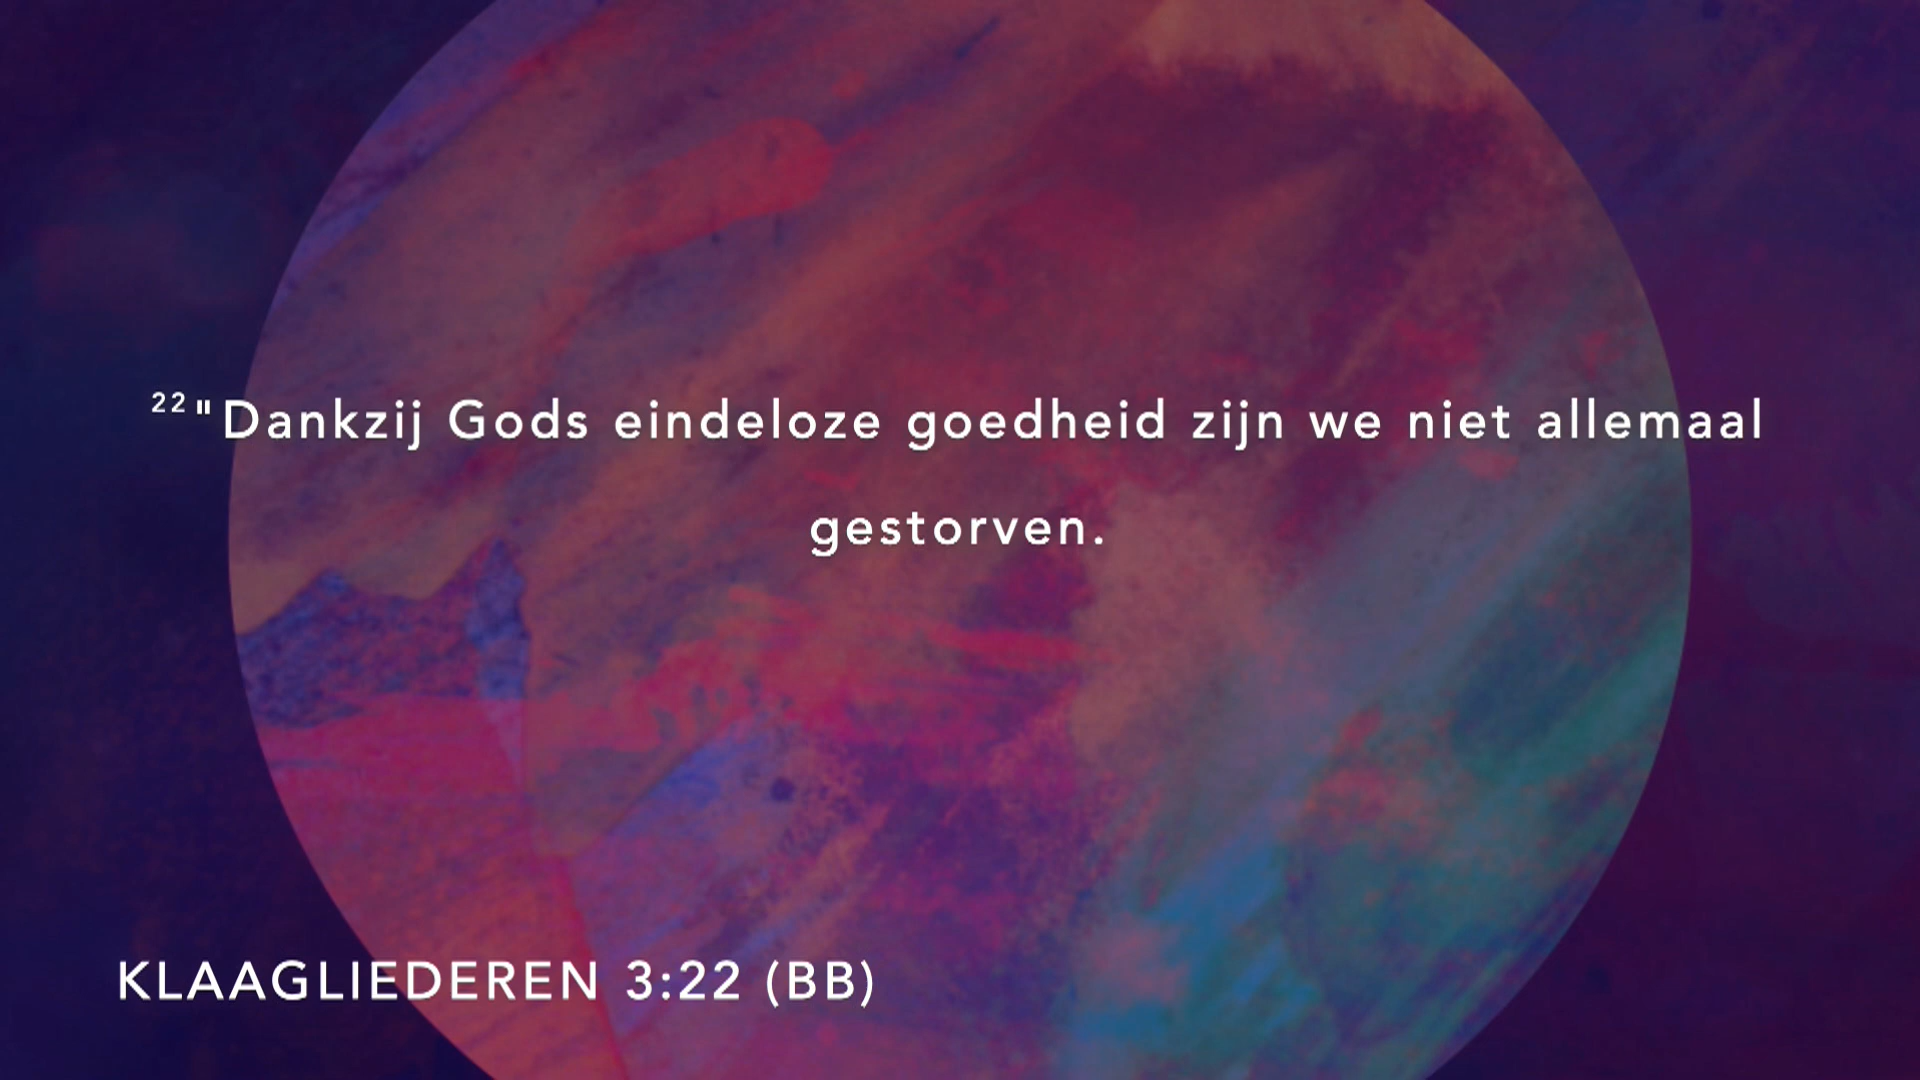 ²²"Dankzij Gods eindeloze goedheid zijn we niet allemaal
gestorven.
KLAAGLIEDEREN 3:22 (BB)